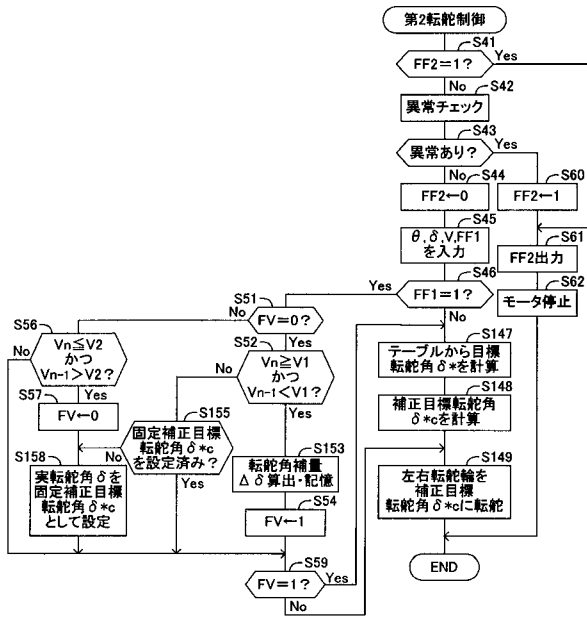 第2転舵制御
S41
FF2=1?
Yes
No
S42
異常チェック
S43
異常あり?
Yes
No
S44
FF2←0
S60
FF2←1
S45
θ,δ,V,FF1
を入力
S61
FF2出力
S46
FF1=1?
Yes
No
S62
モータ停止
S51
FV=0?
No
Yes
S56
Vn≦V2
かつ
Vn-1>V2?
No
Yes
S52
Vn≧V1
かつ
Vn-1<V1?
No
Yes
S147
テーブルから目標
転舵角δ*を計算
S57
FV←0
S155
固定補正目標
転舵角δ*c
を設定済み?
No
Yes
S148
補正目標転舵角
δ*cを計算
S158
実転舵角δを
固定補正目標
転舵角δ*c
として設定
S153
転舵角補量
Δδ算出・記憶
S149
左右転舵輪を
補正目標
転舵角δ*cに転舵
S54
FV←1
S59
FV=1?
Yes
No
END